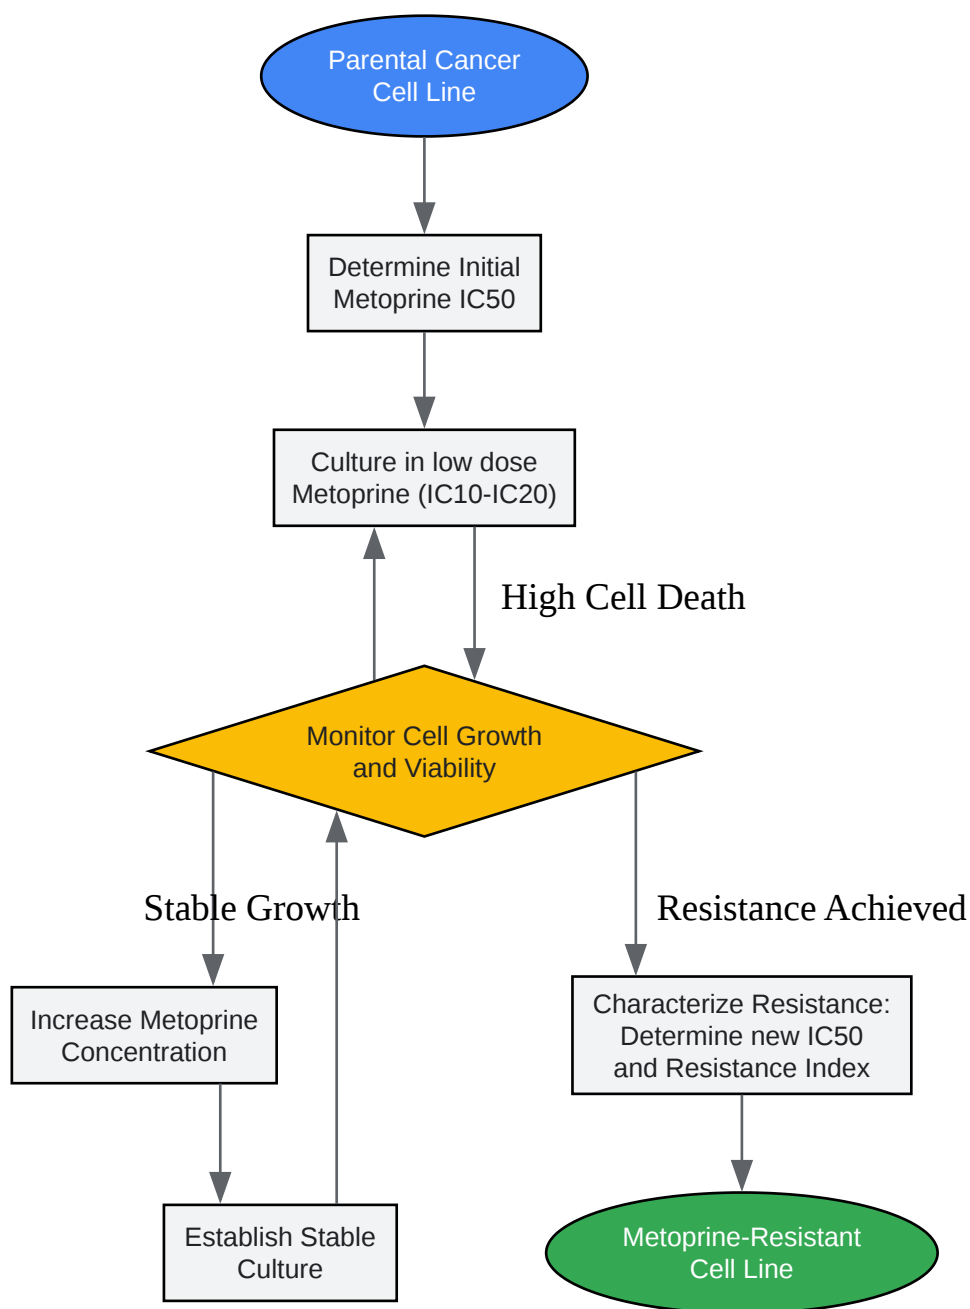 Parental Cancer
Cell Line
Determine Initial
Metoprine IC50
Culture in low dose
Metoprine (IC10-IC20)
High Cell Death
Monitor Cell Growth
and Viability
Stable Growth
Resistance Achieved
Increase Metoprine
Concentration
Characterize Resistance:
Determine new IC50
and Resistance Index
Establish Stable
Culture
Metoprine-Resistant
Cell Line